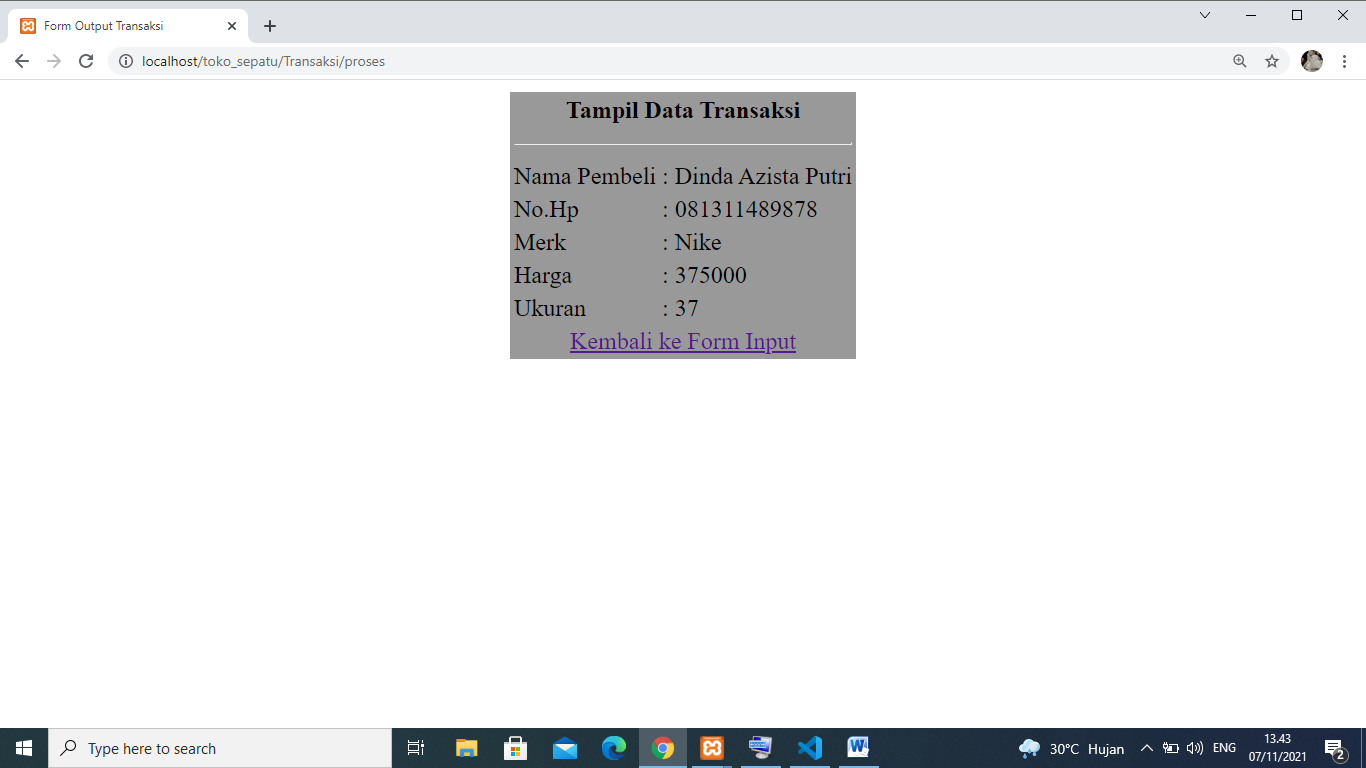 Form Output Transaksi
localhost/toko_sepatu/Transaksi/proses
Tampil Data Transaksi
Nama Pembeli : Dinda Azista Putri
No.Hp : 081311489878
Merk : Nike
Harga : 375000
Ukuran : 37
Kembali ke Form Input
Type here to search
30°C Hujan
ENG
13.43
07/11/2021
2